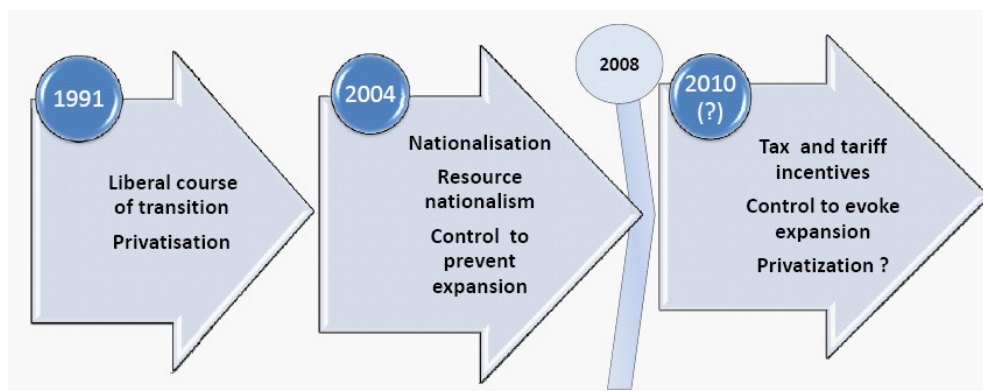 1991
Liberal course
of transition
Privatisation
2004
Nationalisation
Resource
nationalism
Control to
prevent
expansion
2008
2010
(?)
Tax and tariff
incentives
Control to evoke
expansion
Privatization ?